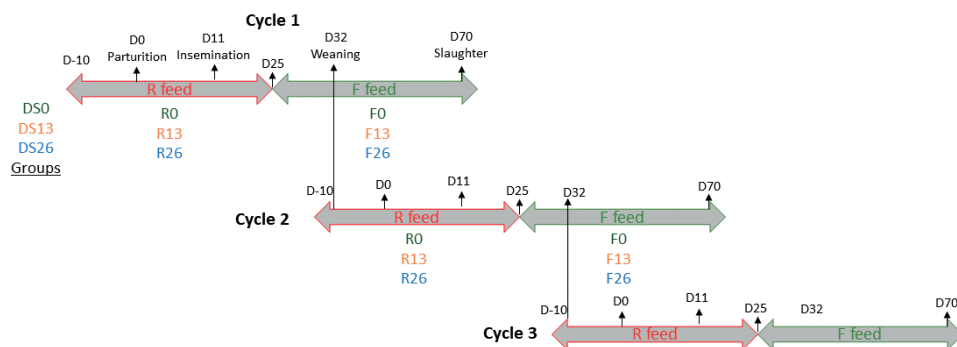 Cycle 1
D0
Parturition
D11
Insemination
D32
Weaning
D70
Slaughter
D-10
D25
R feed
F feed
DS0
DS13
DS26
Groups
R0
R13
R26
F0
F13
F26
Cycle 2
D-10
D0
D11
D25
D32
D70
R feed
F feed
R0
R13
R26
F0
F13
F26
Cycle 3
D-10
D0
D11
D25
D32
D70
R feed
F feed